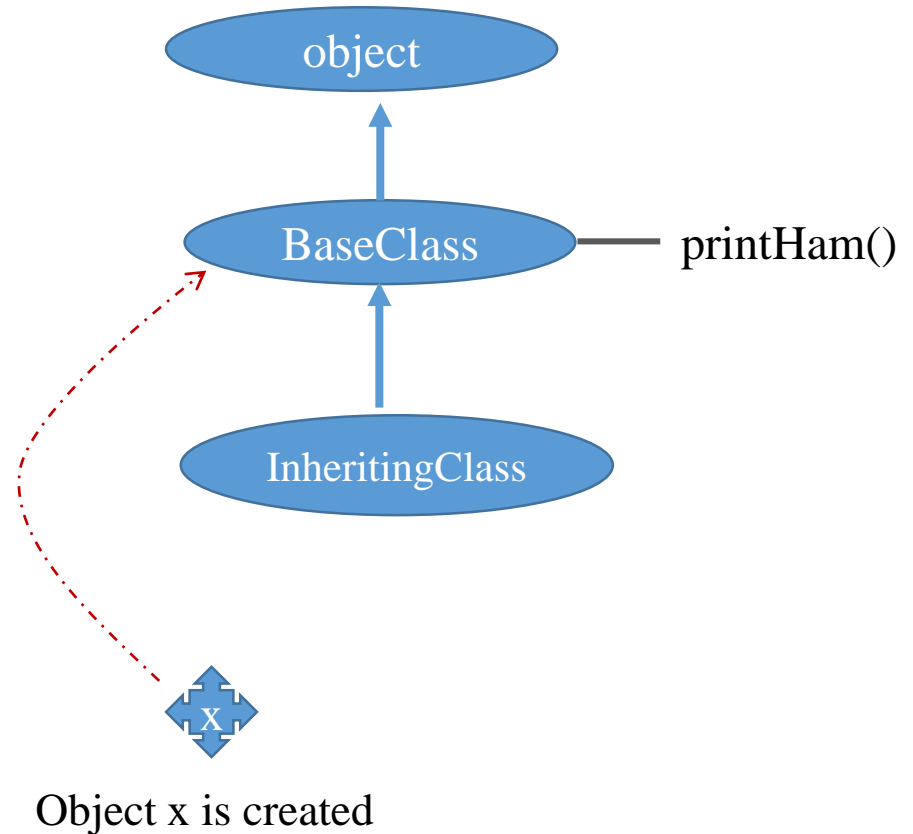 object
BaseClass
printHam()
InheritingClass
x
Object x is created